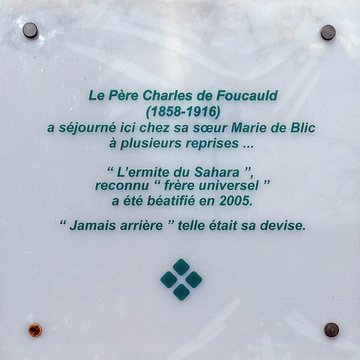 Le Père Charles de Foucauld
(1858-1916)
a séjourné ici chez sa sœur Marie de Blic
à plusieurs reprises ...
“ L'ermite du Sahara ”,
reconnu “ frère universel ”
a été béatifié en 2005.
“ Jamais arrière ” telle était sa devise.